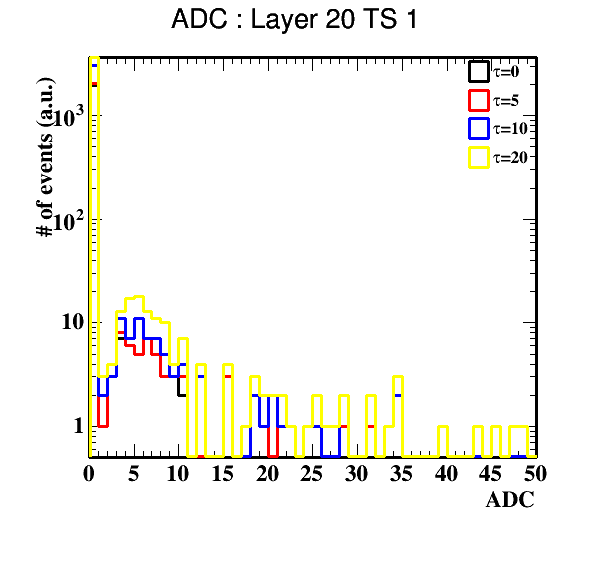 ADC : Layer 20 TS 1
# of events (a.u.)
10³
10²
10
1
τ=0
τ=5
τ=10
τ=20
0 5 10 15 20 25 30 35 40 45 50
ADC